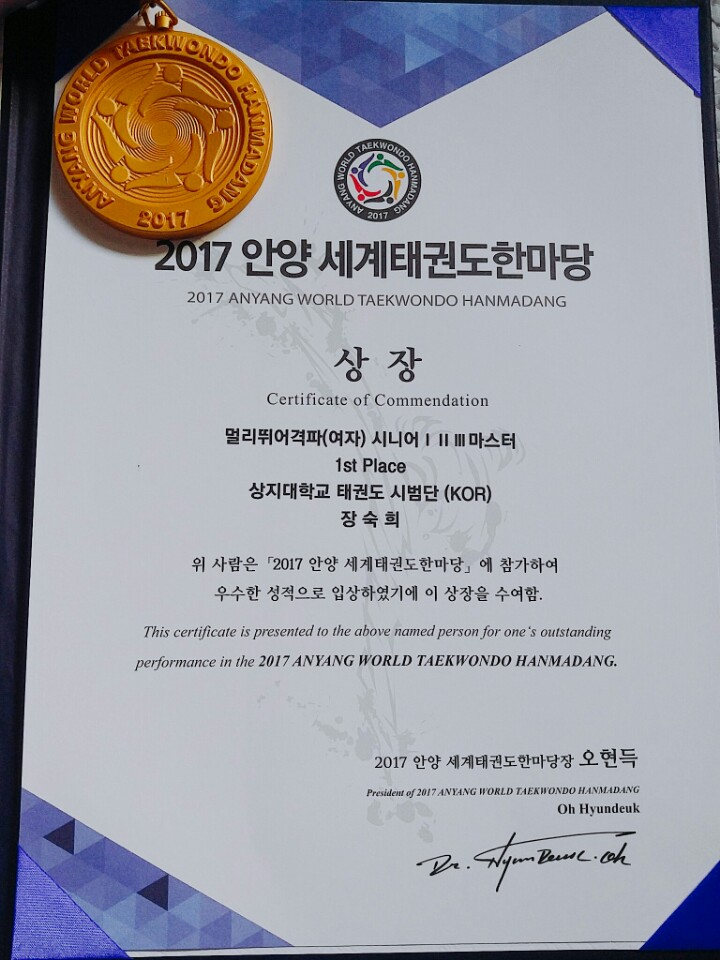 ANYANG WORLD TAEKWONDO HANMADANG
2017
ANYANG WORLD TAEKWONDO HANMADANG
2017
2017 안양 세계태권도한마당
2017 ANYANG WORLD TAEKWONDO HANMADANG
상 장
Certificate of Commendation
멀리뛰어격파(여자) 시니어 I II III 마스터
1st Place
상지대학교 태권도 시범단 (KOR)
장 숙 희
위 사람은 「2017 안양 세계태권도한마당」에 참가하여
우수한 성적으로 입상하였기에 이 상장을 수여함.
This certificate is presented to the above named person for one's outstanding
performance in the 2017 ANYANG WORLD TAEKWONDO HANMADANG.
2017 안양 세계태권도한마당장 오현득
President of 2017 ANYANG WORLD TAEKWONDO HANMADANG
Oh Hyundeuk